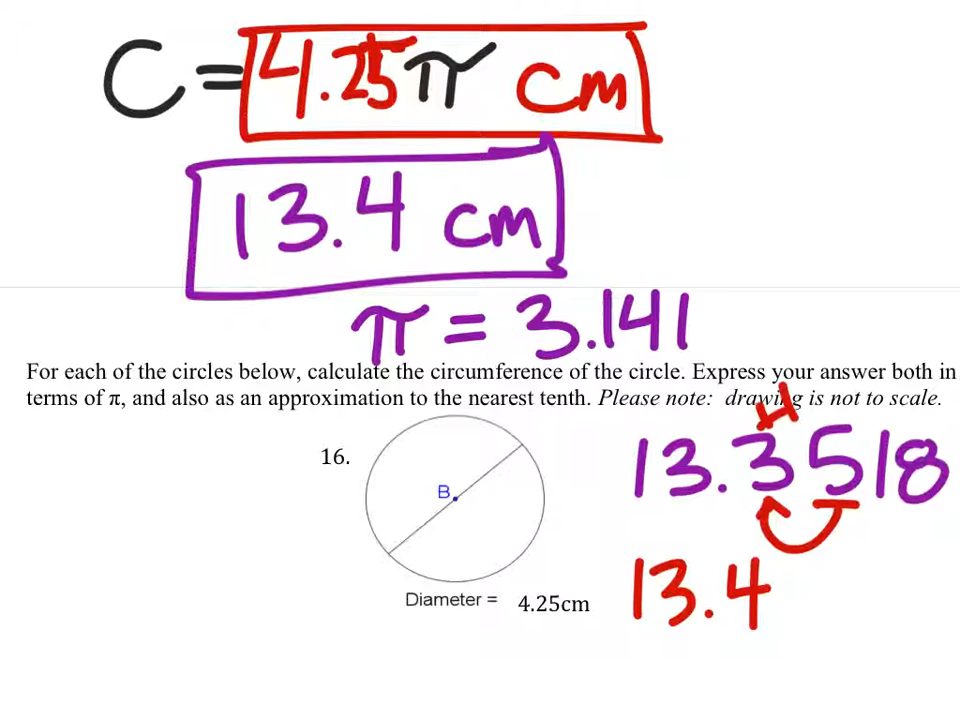 C = 4.25π cm
13.4 cm
π = 3.141
For each of the circles below, calculate the circumference of the circle. Express your answer both in
terms of π, and also as an approximation to the nearest tenth. Please note: drawing is not to scale.
4
16.
13.3518
B
13.4
Diameter = 4.25cm